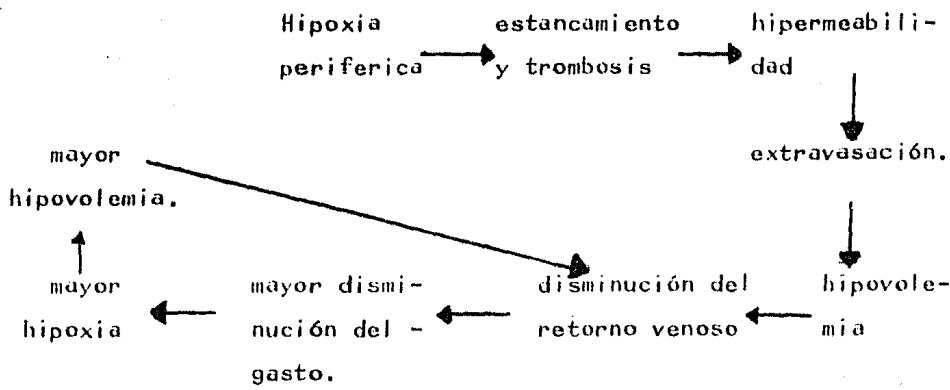 Hipoxia
periferica
estancamiento
y trombosis
hipermeabili-
dad
extravasación.
hipovole-
mia
disminución del
retorno venoso
mayor dismi-
nución del -
gasto.
mayor
hipoxia
mayor
hipovolemia.